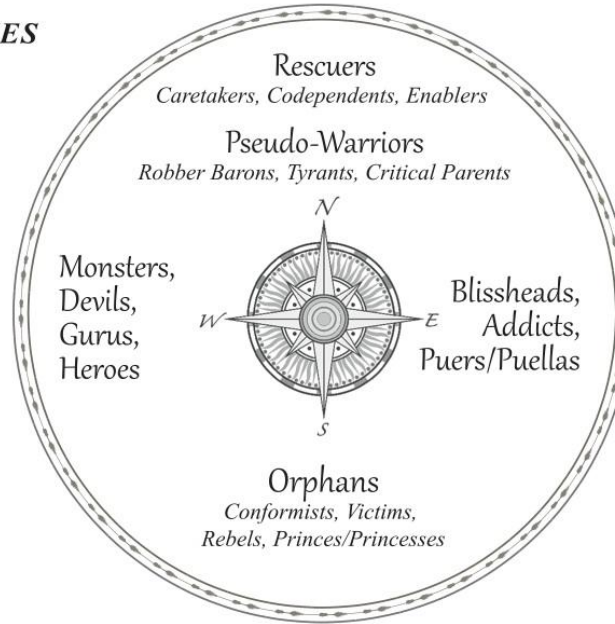 ES
Rescuers
Caretakers, Codependents, Enablers
Pseudo-Warriors
Robber Barons, Tyrants, Critical Parents
N
Monsters,
Devils,
Gurus,
Heroes
W
E
Blissheads,
Addicts,
Puers/Puellas
S
Orphans
Conformists, Victims,
Rebels, Princes/Princesses